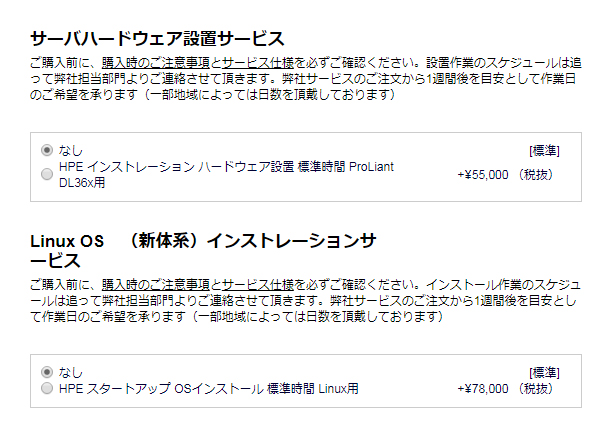 サーバハードウェア設置サービス
ご購入前に、購入時のご注意事項とサービス仕様を必ずご確認ください。設置作業のスケジュールは追
って弊社担当部門よりご連絡させて頂きます。弊社サービスのご注文から1週間後を目安として作業日
のご希望を承ります（一部地域によっては日数を頂戴しております）
なし [標準]
HPE インストレーション ハードウェア設置 標準時間 ProLiant
DL36x用 +¥55,000 （税抜）
Linux OS　（新体系）インストレーションサ
ービス
ご購入前に、購入時のご注意事項とサービス仕様を必ずご確認ください。インストール作業のスケジュ
ールは追って弊社担当部門よりご連絡させて頂きます。弊社サービスのご注文から1週間後を目安とし
て作業日のご希望を承ります（一部地域によっては日数を頂戴しております）
なし [標準]
HPE スタートアップ OSインストール 標準時間 Linux用 +¥78,000 （税抜）